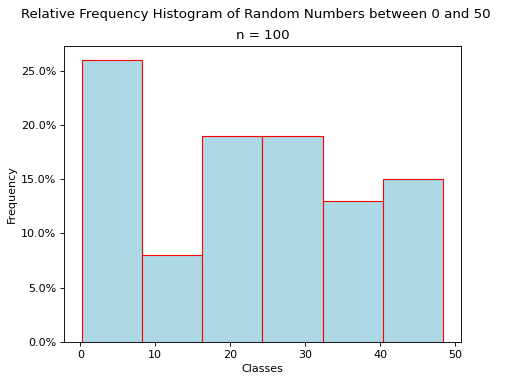 Relative Frequency Histogram of Random Numbers between 0 and 50
n = 100
25.0%
20.0%
15.0%
10.0%
5.0%
0.0%
Frequency
0 10 20 30 40 50
Classes